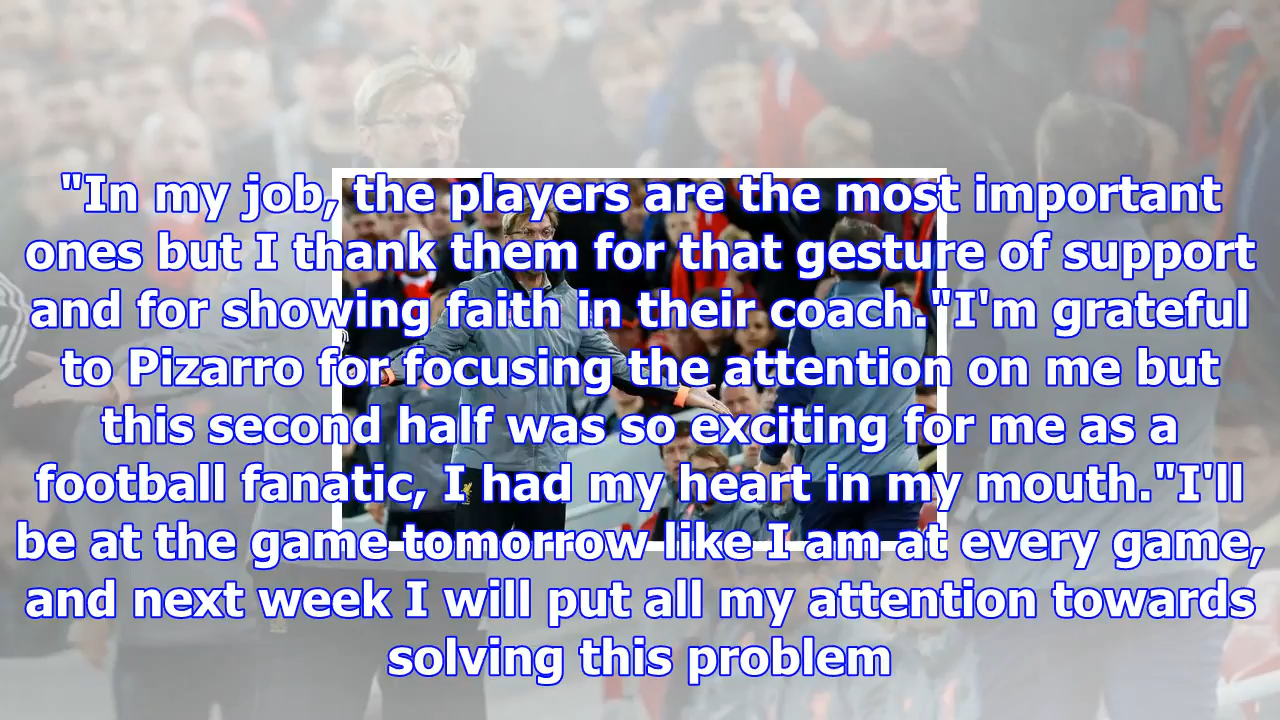 "In my job, the players are the most important
ones but I thank them for that gesture of support
and for showing faith in their coach."I'm grateful
to Pizarro for focusing the attention on me but
this second half was so exciting for me as a
football fanatic, I had my heart in my mouth."I'll
be at the game tomorrow like I am at every game,
and next week I will put all my attention towards
solving this problem